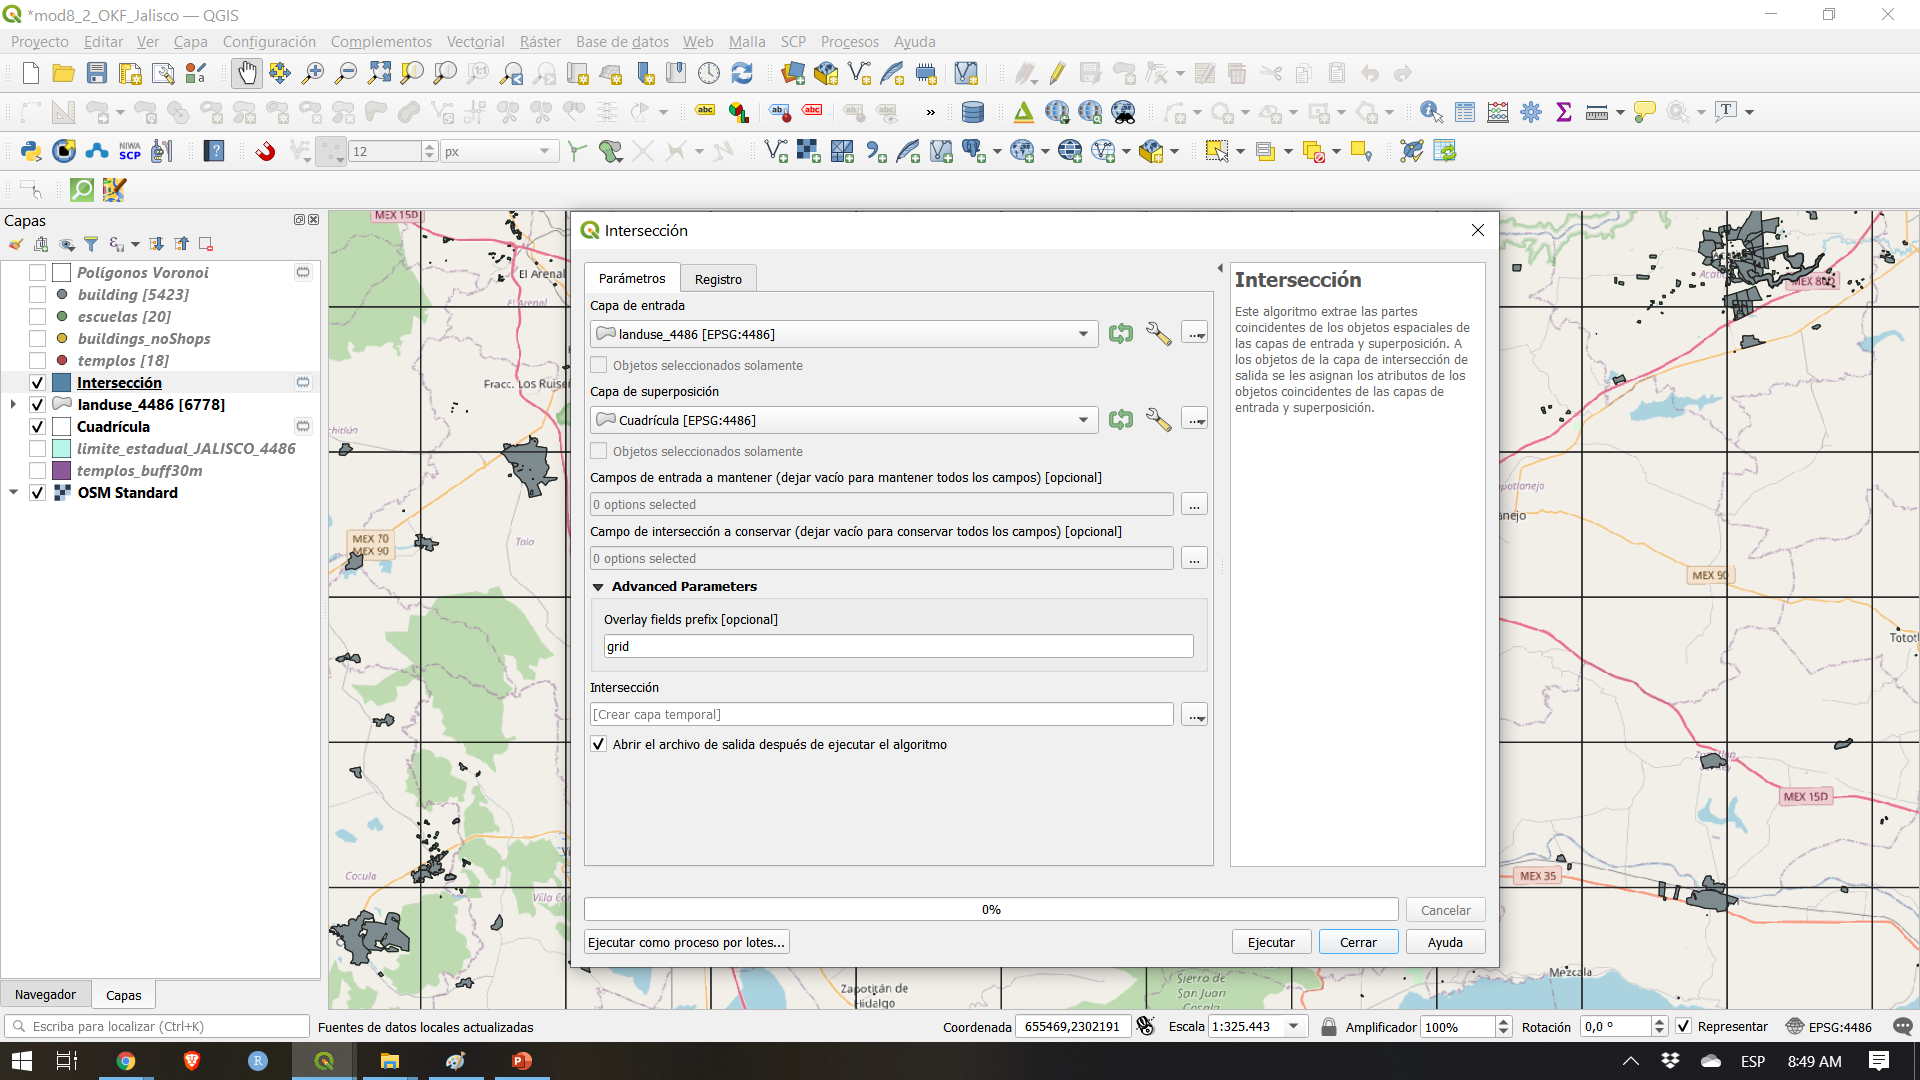 *mod8_2_OKF_Jalisco — QGIS
Proyecto Editar Ver Capa Configuración Complementos Vectorial Ráster Base de datos Web Malla SCP Procesos Ayuda
12 px
NIWA
SCP
Capas
Polígonos Voronoi
building [5423]
escuelas [20]
buildings_noShops
templos [18]
Intersección
landuse_4486 [6778]
Cuadrícula
limite_estadual_JALISCO_4486
templos_buff30m
OSM Standard
Navegador
Capas
MEX 15D
El Arenal
El Arenal
Fracc. Los Ruise
MEX 70
MEX 90
Tala
Cocula
Villa Co
Intersección
Parámetros
Registro
Capa de entrada
landuse_4486 [EPSG:4486]
Objetos seleccionados solamente
Capa de superposición
Cuadrícula [EPSG:4486]
Objetos seleccionados solamente
Campos de entrada a mantener (dejar vacío para mantener todos los campos) [opcional]
0 options selected
...
Campo de intersección a conservar (dejar vacío para conservar todos los campos) [opcional]
0 options selected
...
Advanced Parameters
Overlay fields prefix [opcional]
grid
Intersección
[Crear capa temporal]
Abrir el archivo de salida después de ejecutar el algoritmo
Intersección
Este algoritmo extrae las partes
coincidentes de los objetos espaciales de
las capas de entrada y superposición. A
los objetos de la capa de intersección de
salida se les asignan los atributos de los
objetos coincidentes de las capas de
entrada y superposición.
0%
Cancelar
Ejecutar como proceso por lotes...
Ejecutar
Cerrar
Ayuda
MEX 80D
anejo
MEX 90
Totot
MEX 15D
MEX 35
Mezcala
Zapotitán de
Hidalgo
Sierra de
San Juan
Cosala
Escriba para localizar (Ctrl+K)
Fuentes de datos locales actualizadas
Coordenada 655469,2302191
Escala 1:325.443
Amplificador 100%
Rotación 0,0 °
Representar
EPSG:4486
ESP
8:49 AM